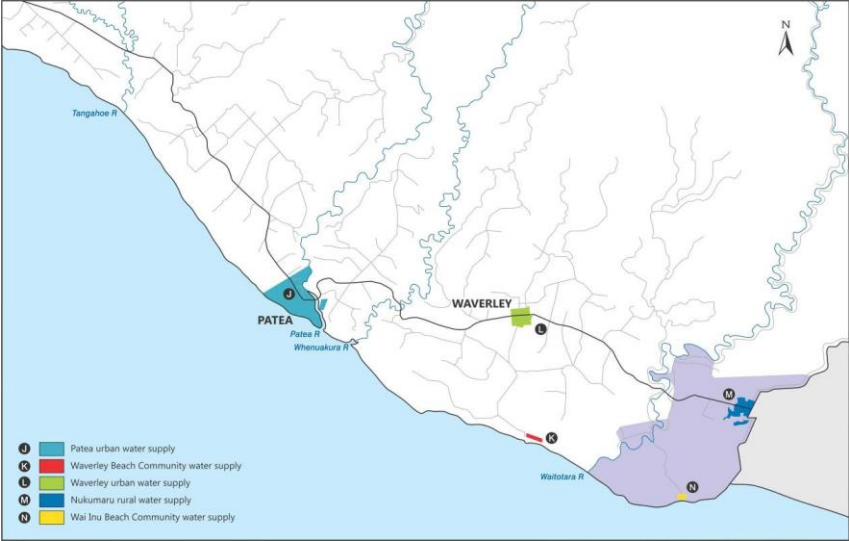 N
Tangahoe R
WAVERLEY
J
PATEA
L
Patea R
Whenuakura R
M
K
Waitotara R
N
J Patea urban water supply
K Waverley Beach Community water supply
L Waverley urban water supply
M Nukumaru rural water supply
N Wai Inu Beach Community water supply